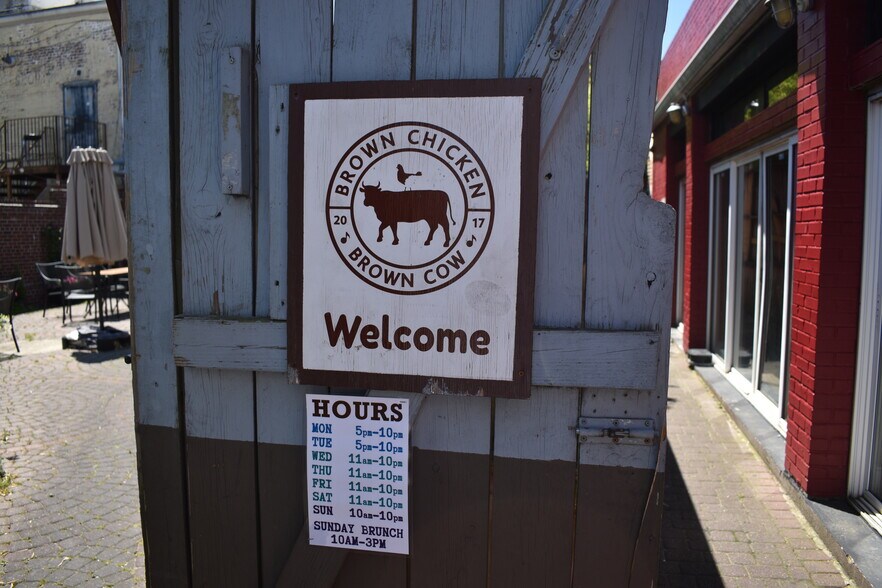 BROWN CHICKEN
20 17
BROWN COW
Welcome
HOURS
MON 5pm-10pm
TUE 5pm-10pm
WED 11am-10pm
THU 11am-10pm
FRI 11am-10pm
SAT 11am-10pm
SUN 10am-10pm
SUNDAY BRUNCH
10AM-3PM